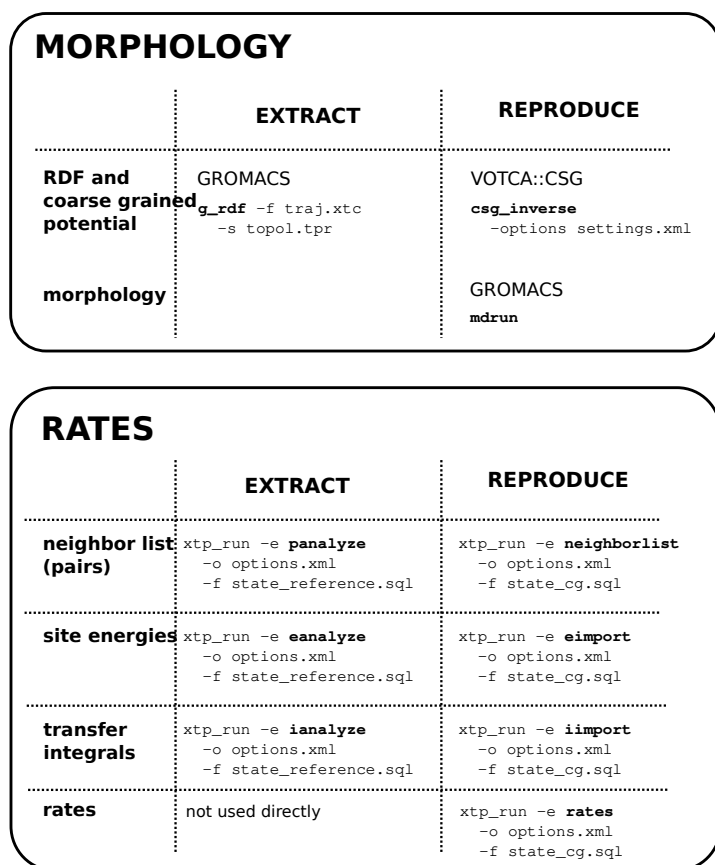 MORPHOLOGY
EXTRACT
REPRODUCE
RDF and
coarse grained
potential
GROMACS
g_rdf -f traj.xtc
-s topol.tpr
VOTCA::CSG
csg_inverse
-options settings.xml
morphology
GROMACS
mdrun
RATES
EXTRACT
REPRODUCE
neighbor list
(pairs)
xtp_run -e panalyze
-o options.xml
-f state_reference.sql
xtp_run -e neighborlist
-o options.xml
-f state_cg.sql
site energies
xtp_run -e eanalyze
-o options.xml
-f state_reference.sql
xtp_run -e eimport
-o options.xml
-f state_cg.sql
transfer
integrals
xtp_run -e ianalyze
-o options.xml
-f state_reference.sql
xtp_run -e iimport
-o options.xml
-f state_cg.sql
rates
not used directly
xtp_run -e rates
-o options.xml
-f state_cg.sql